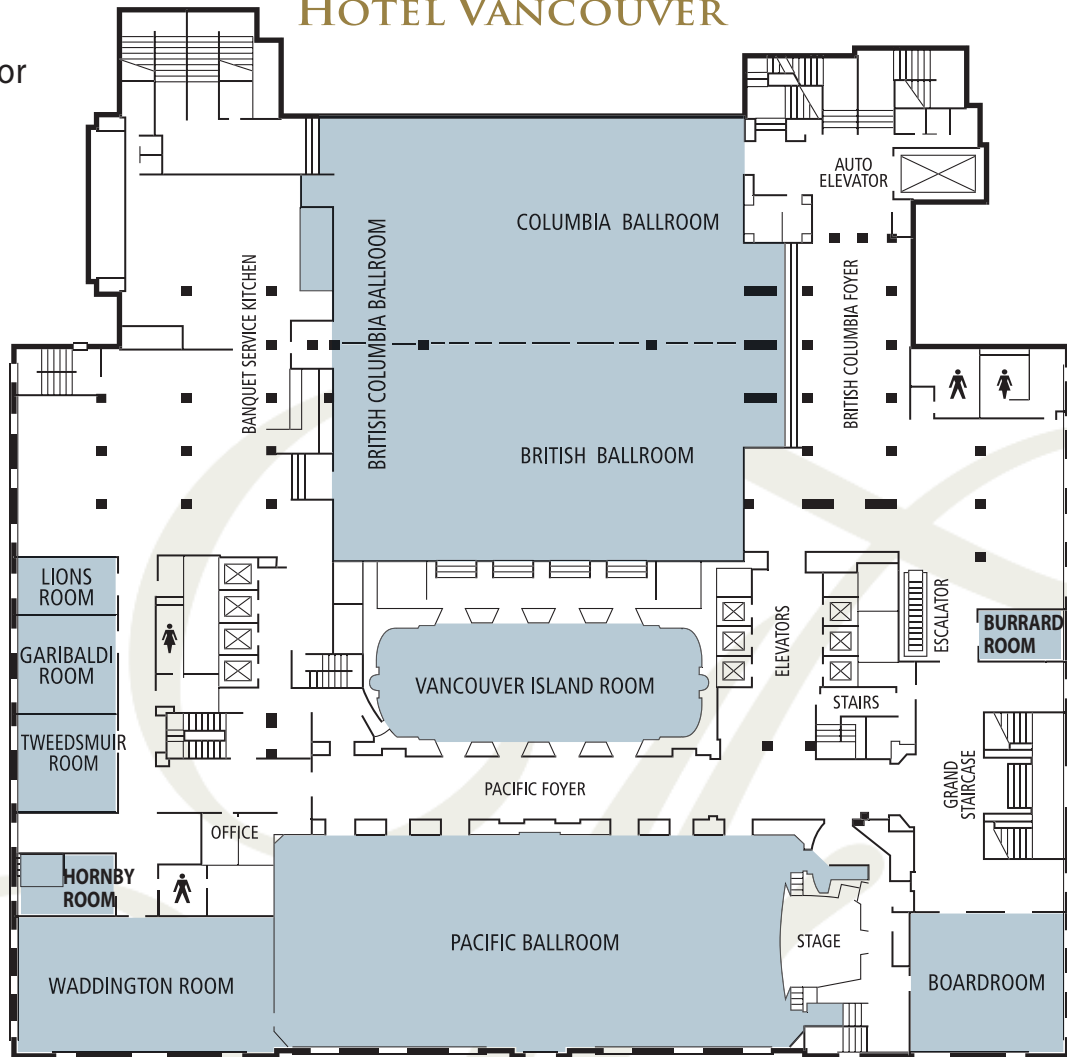 HOTEL VANCOUVER
or
AUTO
ELEVATOR
COLUMBIA BALLROOM
BRITISH COLUMBIA BALLROOM
BANQUET SERVICE KITCHEN
BRITISH COLUMBIA FOYER
BRITISH BALLROOM
LIONS
ROOM
GARIBALDI
ROOM
TWEEDSMUIR
ROOM
VANCOUVER ISLAND ROOM
ELEVATORS
ESCALATOR
BURRARD
ROOM
STAIRS
GRAND
STAIRCASE
PACIFIC FOYER
OFFICE
HORNBY
ROOM
WADDINGTON ROOM
PACIFIC BALLROOM
STAGE
BOARDROOM